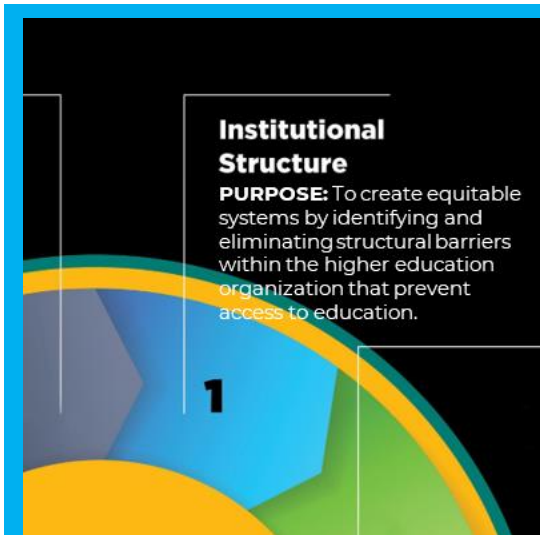 Institutional
Structure
PURPOSE: To create equitable
systems by identifying and
eliminating structural barriers
within the higher education
organization that prevent
access to education.
1